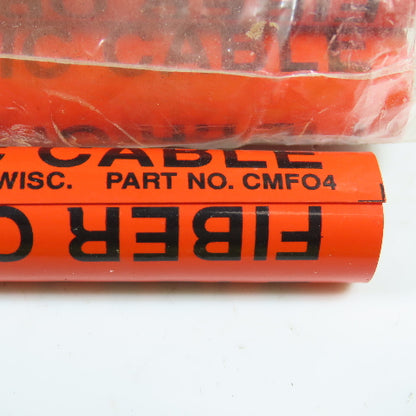 C CABLE
WISC. PART NO. CMFO4
FIBER O